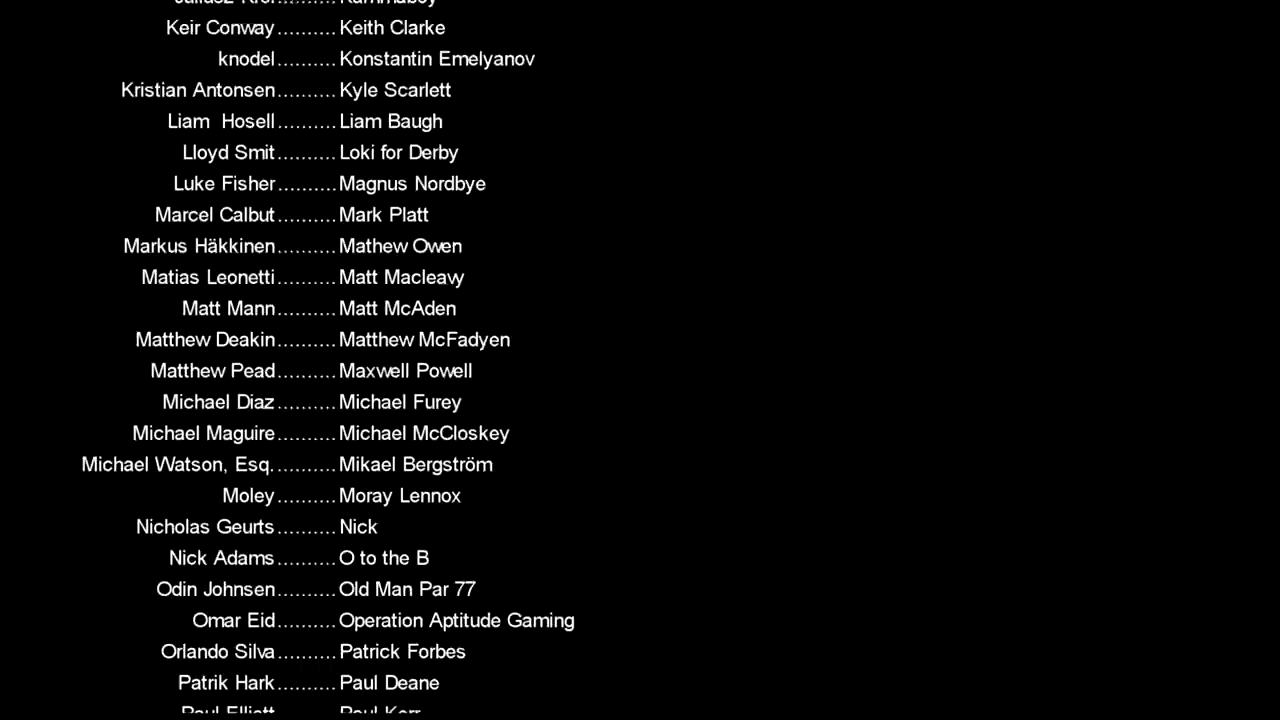 Keir Conway..........Keith Clarke
knodel..........Konstantin Emelyanov
Kristian Antonsen..........Kyle Scarlett
Liam  Hosell..........Liam Baugh
Lloyd Smit..........Loki for Derby
Luke Fisher..........Magnus Nordbye
Marcel Calbut..........Mark Platt
Markus Häkkinen..........Mathew Owen
Matias Leonetti..........Matt Macleavy
Matt Mann..........Matt McAden
Matthew Deakin..........Matthew McFadyen
Matthew Pead..........Maxwell Powell
Michael Diaz..........Michael Furey
Michael Maguire..........Michael McCloskey
Michael Watson, Esq...........Mikael Bergström
Moley..........Moray Lennox
Nicholas Geurts..........Nick
Nick Adams..........O to the B
Odin Johnsen..........Old Man Par 77
Omar Eid..........Operation Aptitude Gaming
Orlando Silva..........Patrick Forbes
Patrik Hark..........Paul Deane
Paul Elliott..........Paul Kerr